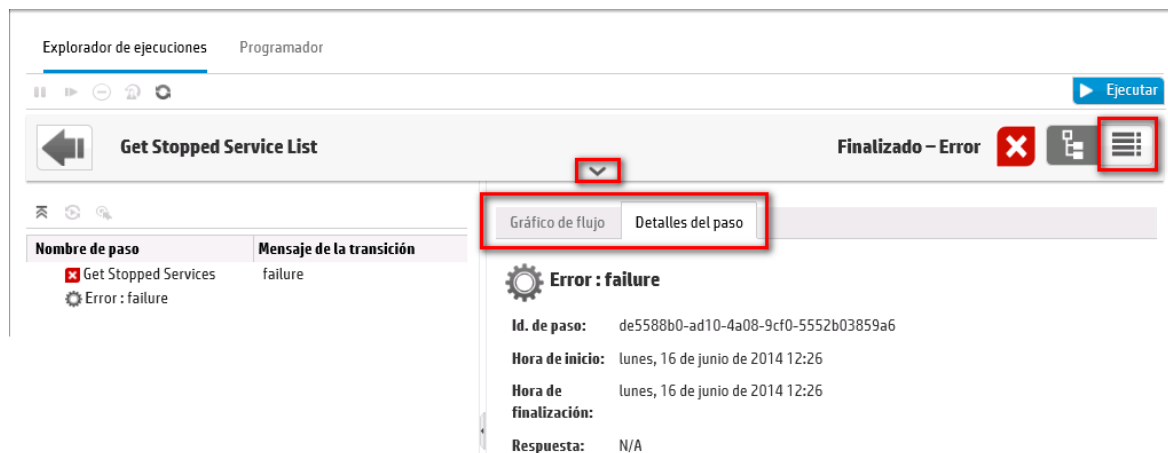 Explorador de ejecuciones Programador
Ejecutar
Get Stopped Service List Finalizado – Error
Gráfico de flujo Detalles del paso
Nombre de paso Mensaje de la transición
Get Stopped Services failure
Error : failure
Error : failure
Id. de paso: de5588b0-ad10-4a08-9cf0-5552b03859a6
Hora de inicio: lunes, 16 de junio de 2014 12:26
Hora de finalización: lunes, 16 de junio de 2014 12:26
Respuesta: N/A